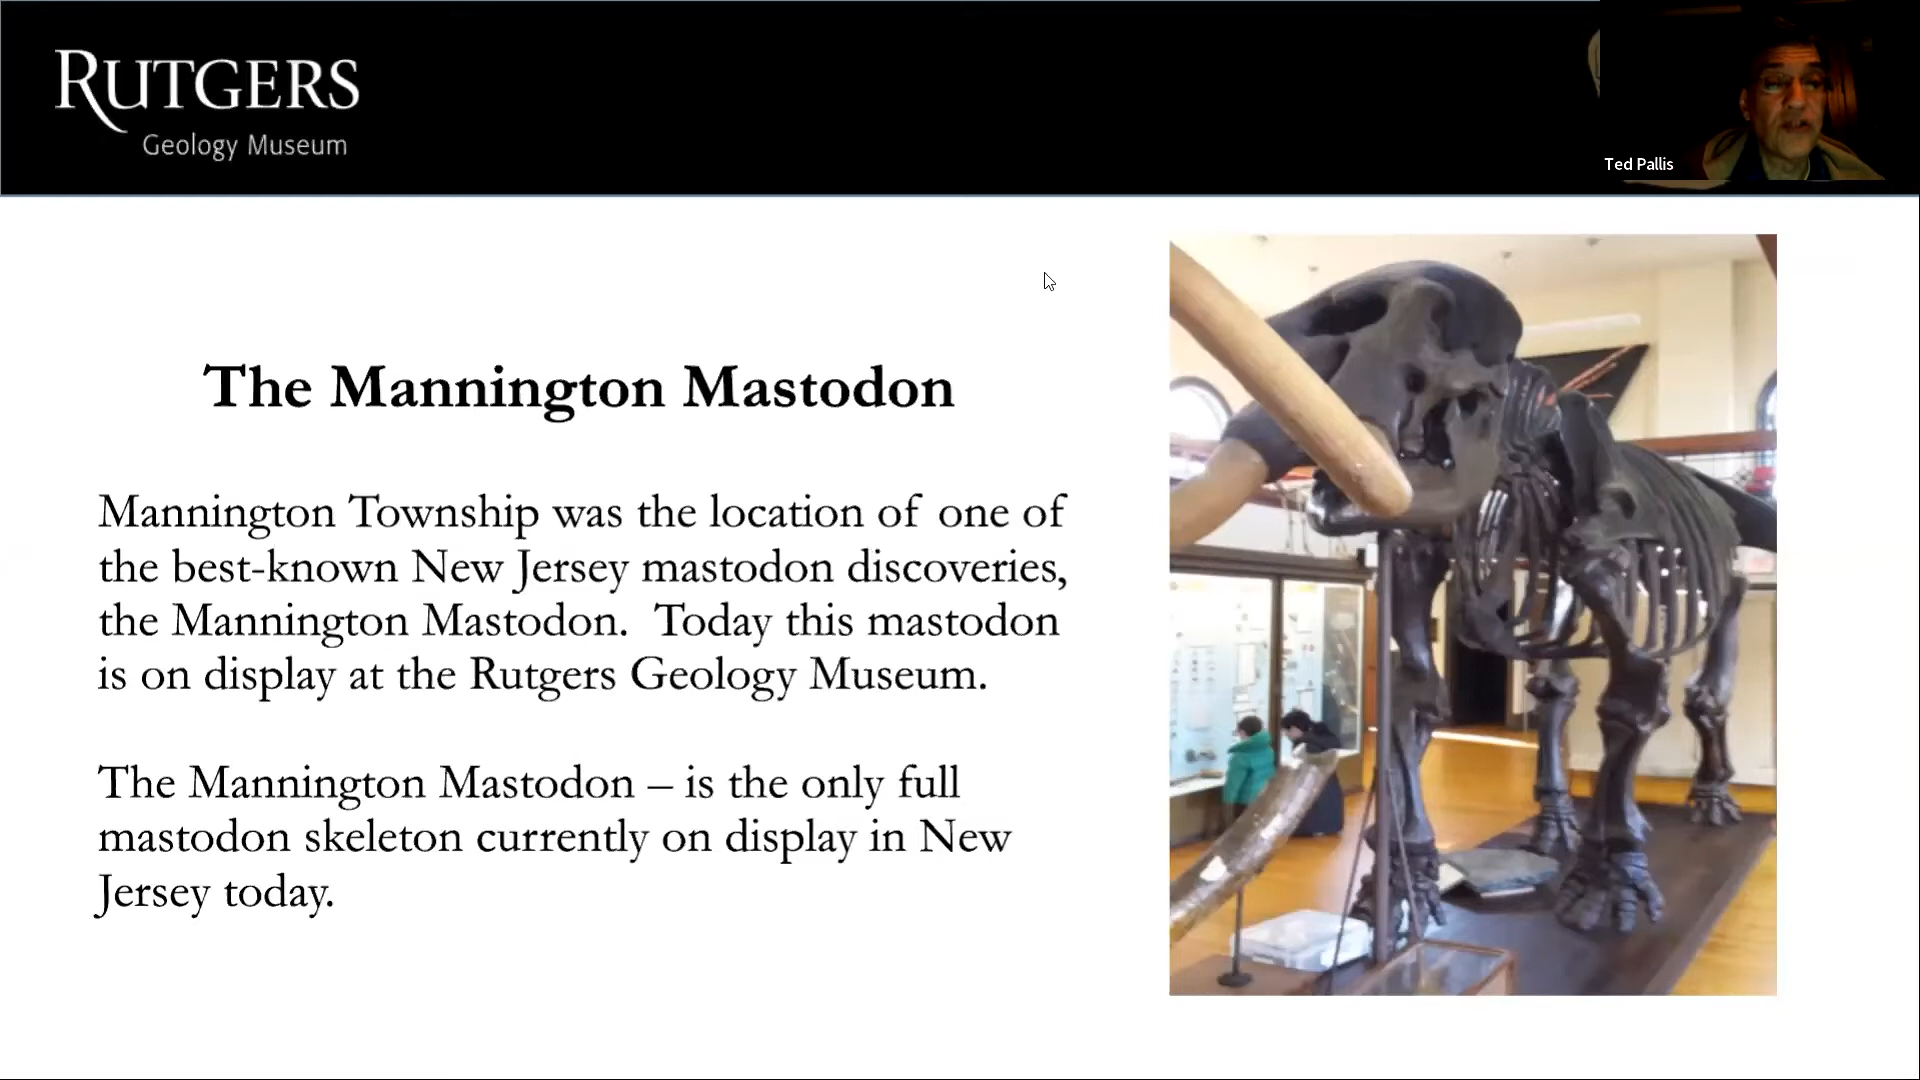 RUTGERS
Geology Museum
Ted Pallis
The Mannington Mastodon
Mannington Township was the location of one of
the best-known New Jersey mastodon discoveries,
the Mannington Mastodon. Today this mastodon
is on display at the Rutgers Geology Museum.
The Mannington Mastodon – is the only full
mastodon skeleton currently on display in New
Jersey today.